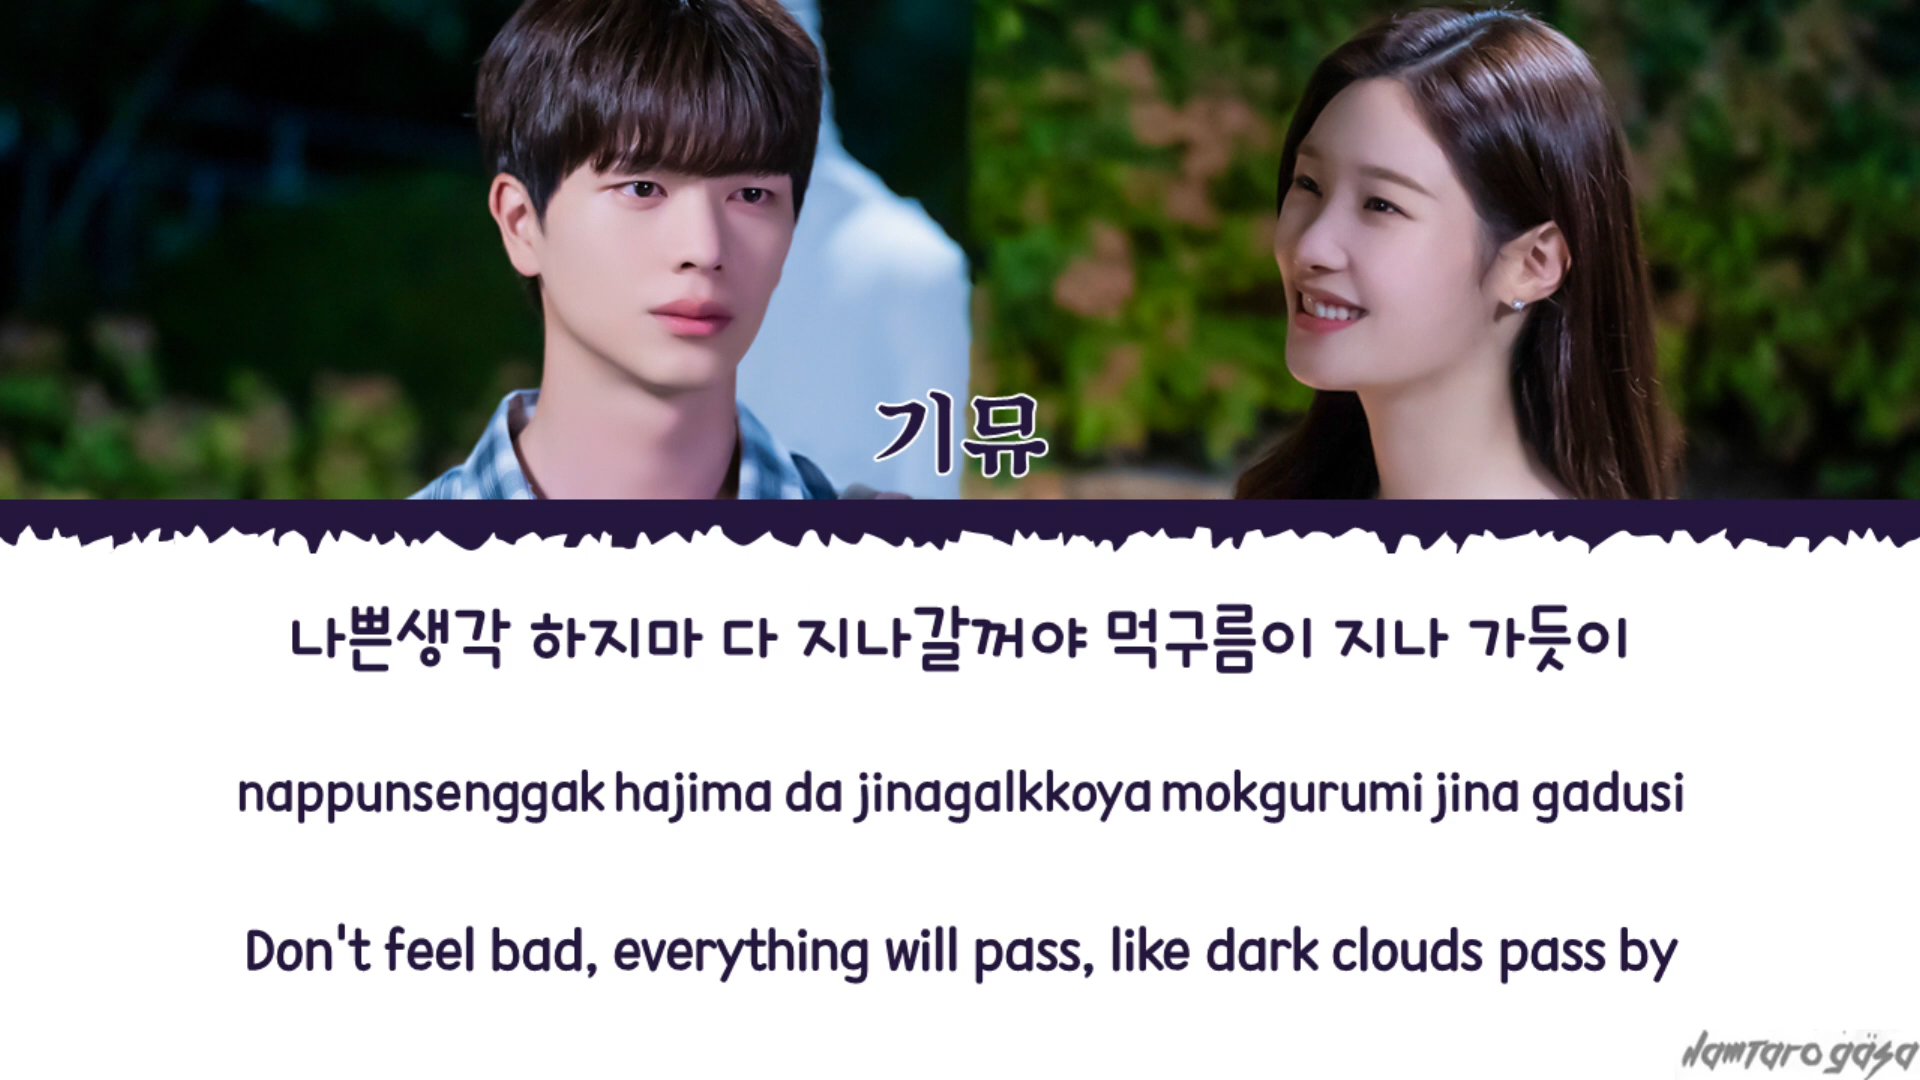 기뮤
나쁜생각 하지마 다 지나갈꺼야 먹구름이 지나 가듯이
nappunsenggak hajima da jinagalkkoya mokgurumi jina gadusi
Don't feel bad, everything will pass, like dark clouds pass by
Hamtaro gäsa